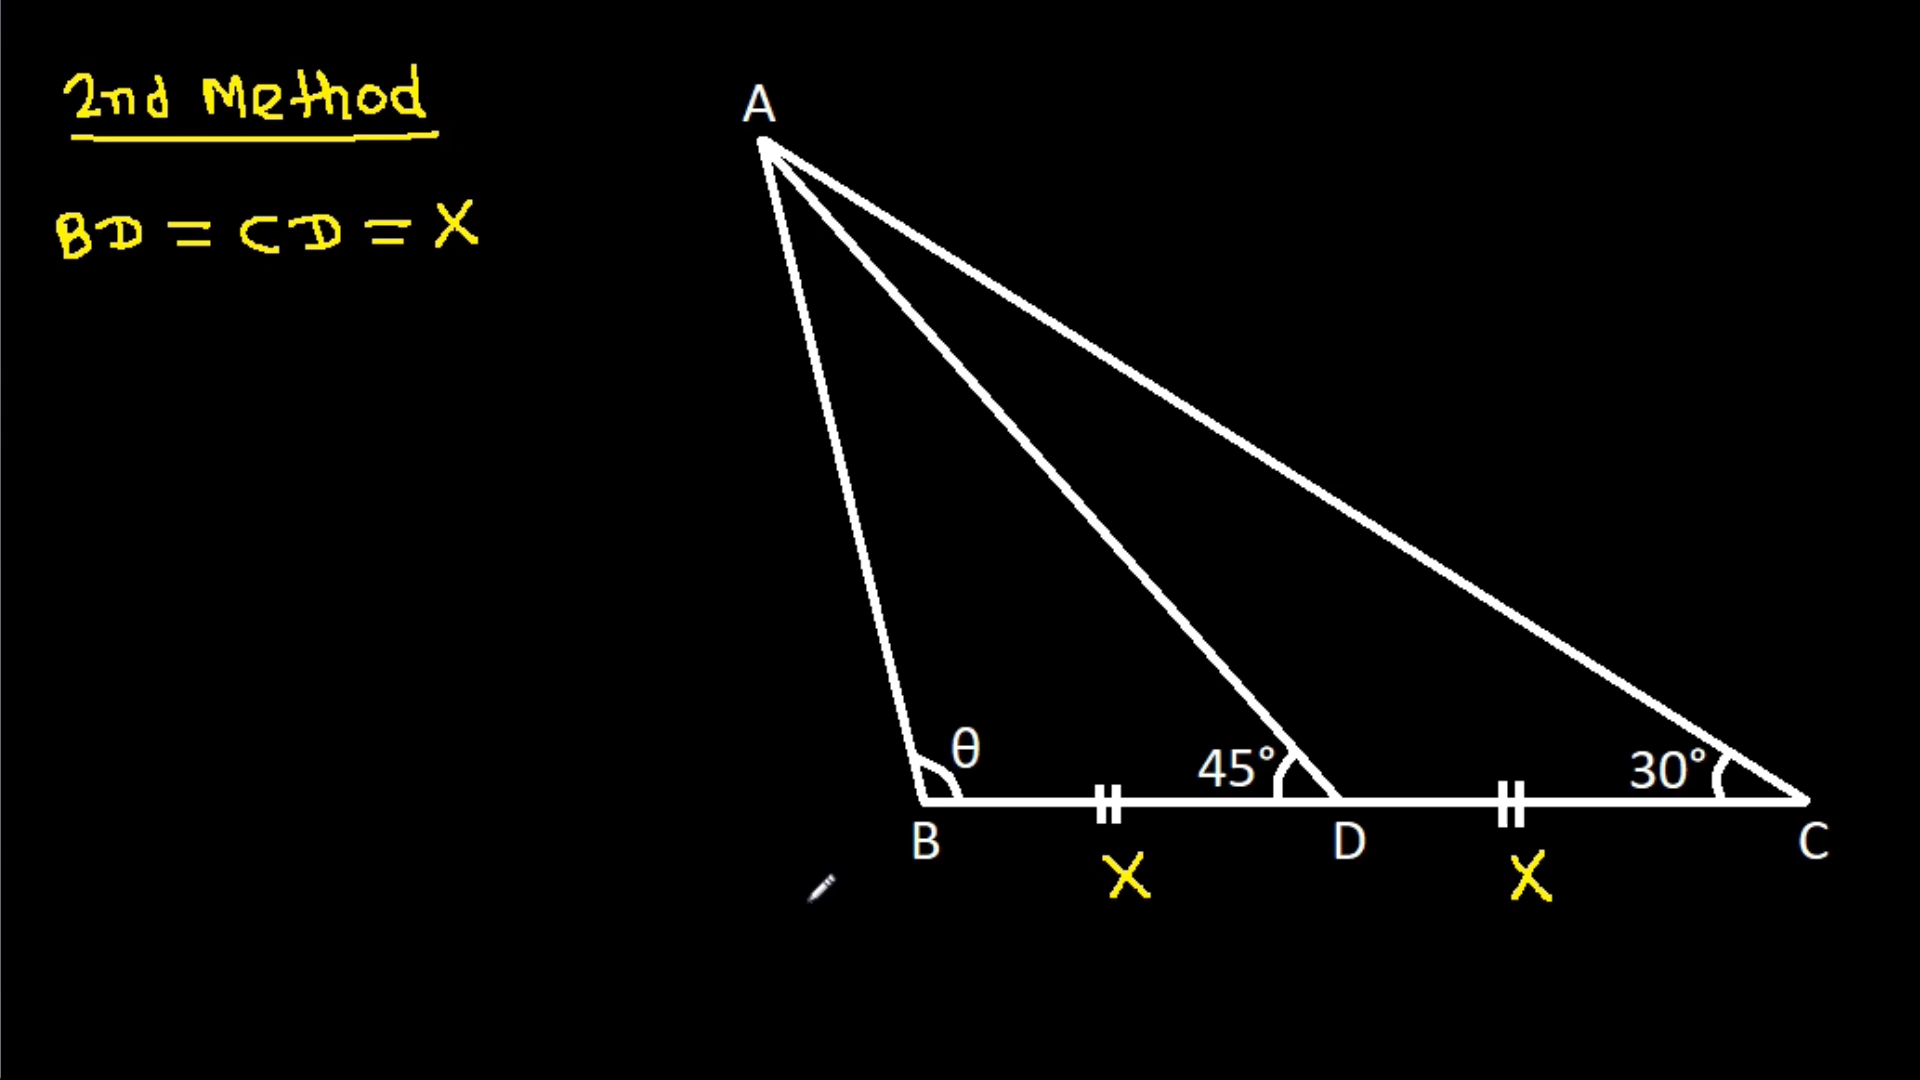 2nd Method
BD = CD = X
A
θ
45°
30°
B
D
C
X
X